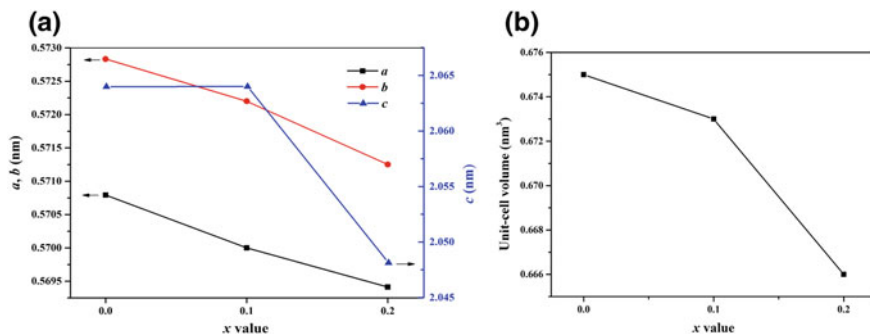 (a)
0.5730
0.5725
0.5720
0.5715
0.5710
0.5705
0.5700
0.5695
a, b (nm)
a
b
c
2.065
2.060
2.055
2.050
2.045
c (nm)
0.0 0.1 0.2
x value
(b)
0.676
0.674
0.672
0.670
0.668
0.666
Unit-cell volume (nm³)
0.0 0.1 0.2
x value